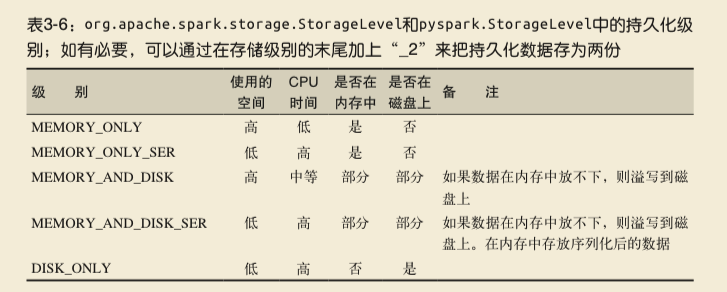 表3-6：org.apache.spark.storage.StorageLevel和pyspark.StorageLevel中的持久化级
别；如有必要，可以通过在存储级别的末尾加上“_2”来把持久化数据存为两份
级 别 使用的空间 CPU时间 是否在内存中 是否在磁盘上 备 注
MEMORY_ONLY 高 低 是 否
MEMORY_ONLY_SER 低 高 是 否
MEMORY_AND_DISK 高 中等 部分 部分 如果数据在内存中放不下，则溢写到磁
盘上
MEMORY_AND_DISK_SER 低 高 部分 部分 如果数据在内存中放不下，则溢写到磁
盘上。在内存中存放序列化后的数据
DISK_ONLY 低 高 否 是